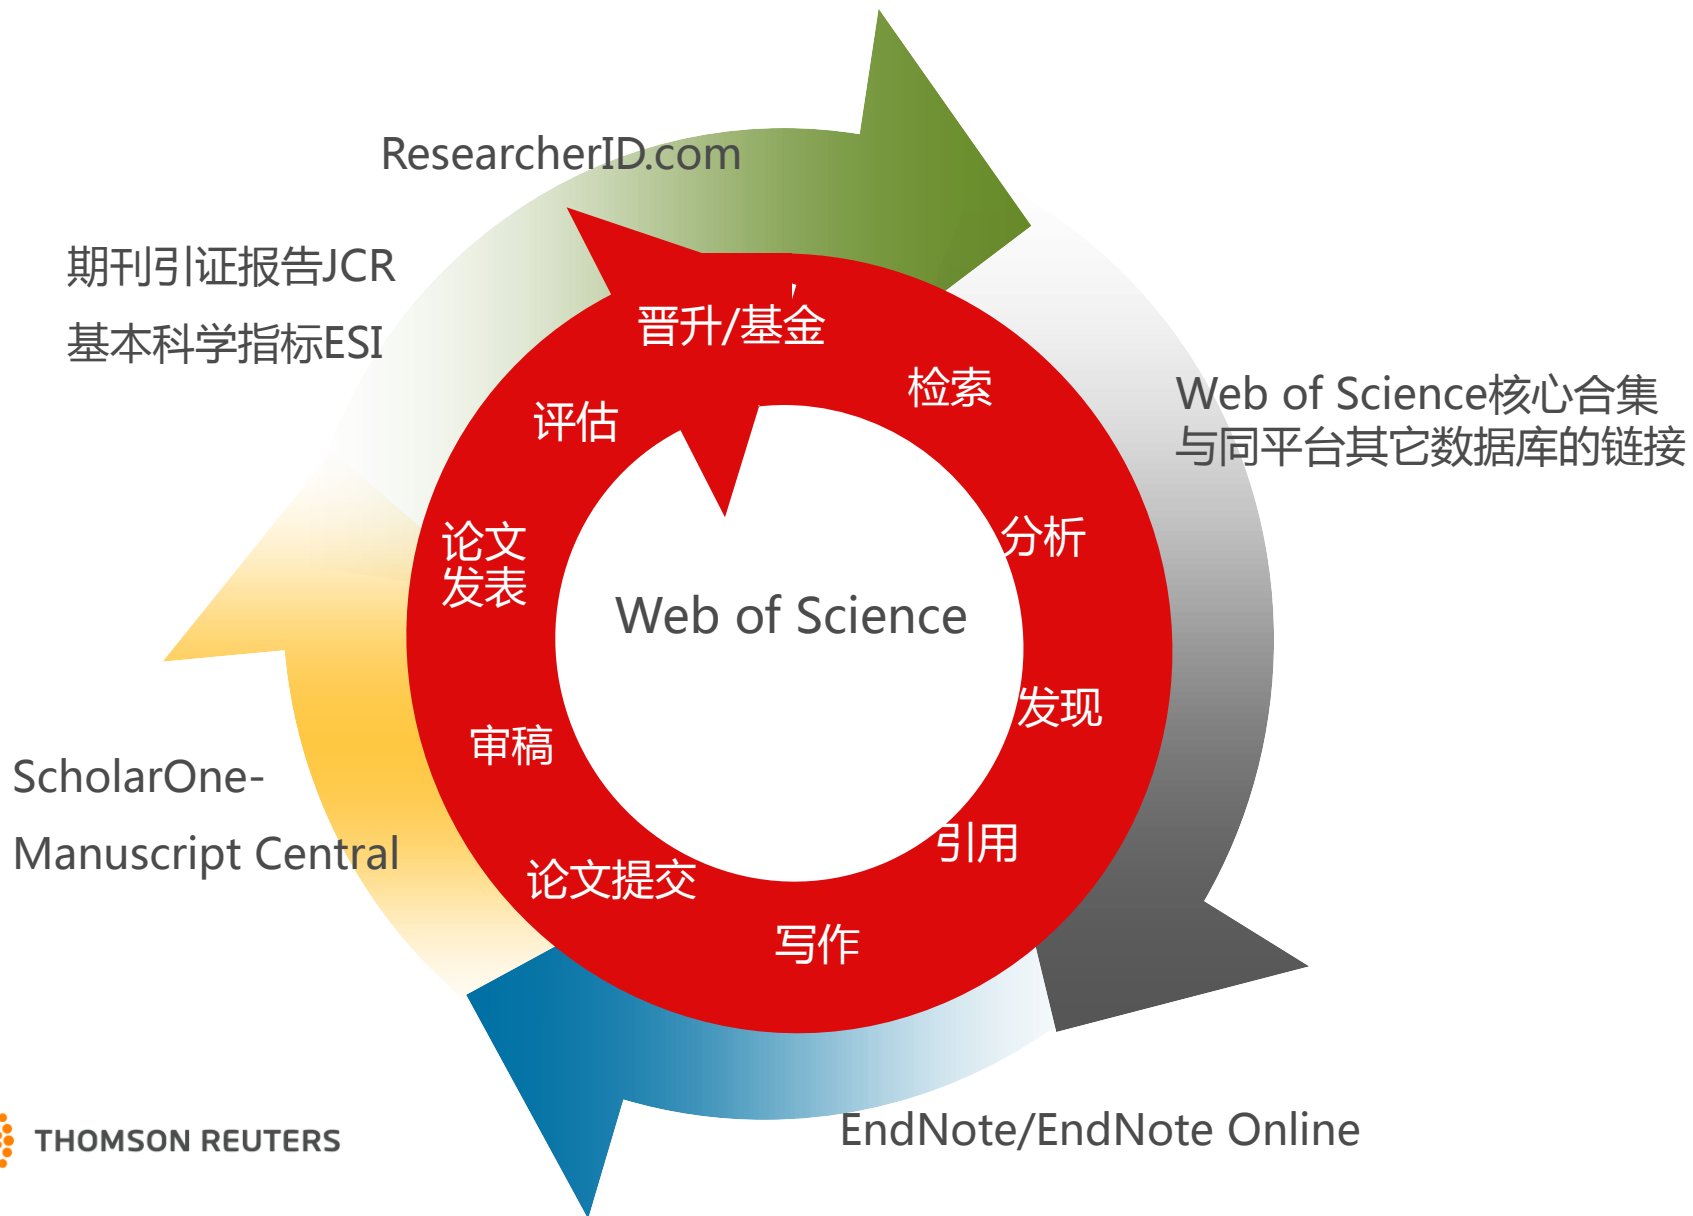 ResearcherID.com
期刊引证报告JCR
基本科学指标ESI
晋升/基金
检索
Web of Science核心合集
与同平台其它数据库的链接
评估
分析
论文
发表
Web of Science
发现
审稿
ScholarOne-
Manuscript Central
引用
论文提交
写作
EndNote/EndNote Online
THOMSON REUTERS